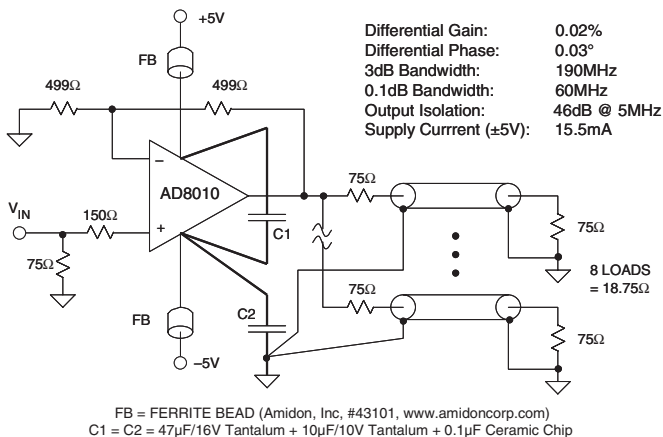 +5V
FB
Differential Gain: 0.02%
Differential Phase: 0.03°
3dB Bandwidth: 190MHz
0.1dB Bandwidth: 60MHz
Output Isolation: 46dB @ 5MHz
Supply Currrent (±5V): 15.5mA
499Ω
499Ω
–
AD8010
+
V_IN
150Ω
75Ω
C1
75Ω
75Ω
8 LOADS
= 18.75Ω
75Ω
75Ω
FB
C2
–5V
FB = FERRITE BEAD (Amidon, Inc, #43101, www.amidoncorp.com)
C1 = C2 = 47µF/16V Tantalum + 10µF/10V Tantalum + 0.1µF Ceramic Chip